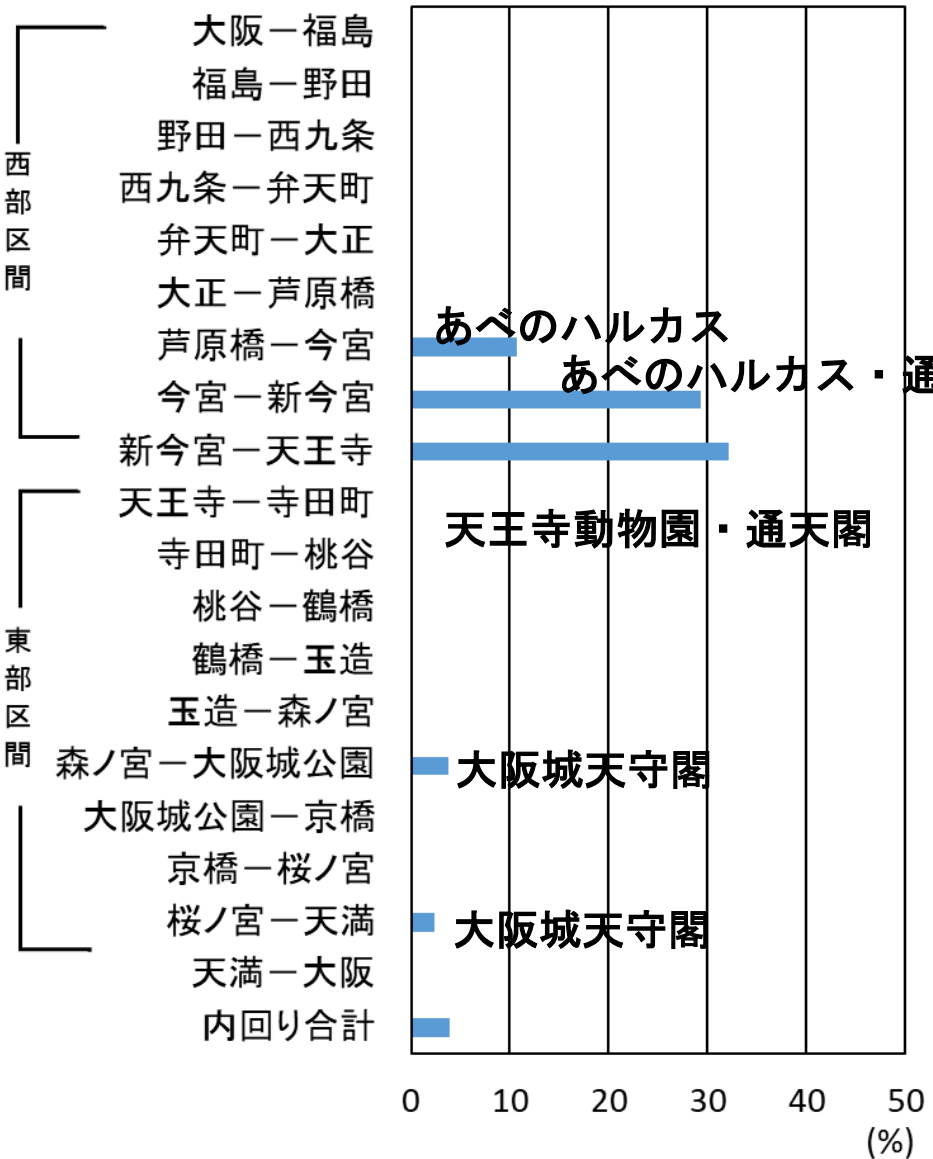 大阪－福島
福島－野田
野田－西九条
西九条－弁天町
弁天町－大正
大正－芦原橋
芦原橋－今宮
あべのハルカス
今宮－新今宮
あべのハルカス・通
新今宮－天王寺
西部区間
天王寺－寺田町
天王寺動物園・通天閣
寺田町－桃谷
桃谷－鶴橋
鶴橋－玉造
玉造－森ノ宮
森ノ宮－大阪城公園
大阪城天守閣
大阪城公園－京橋
京橋－桜ノ宮
桜ノ宮－天満
大阪城天守閣
東部区間
天満－大阪
内回り合計
0 10 20 30 40 50
(%)